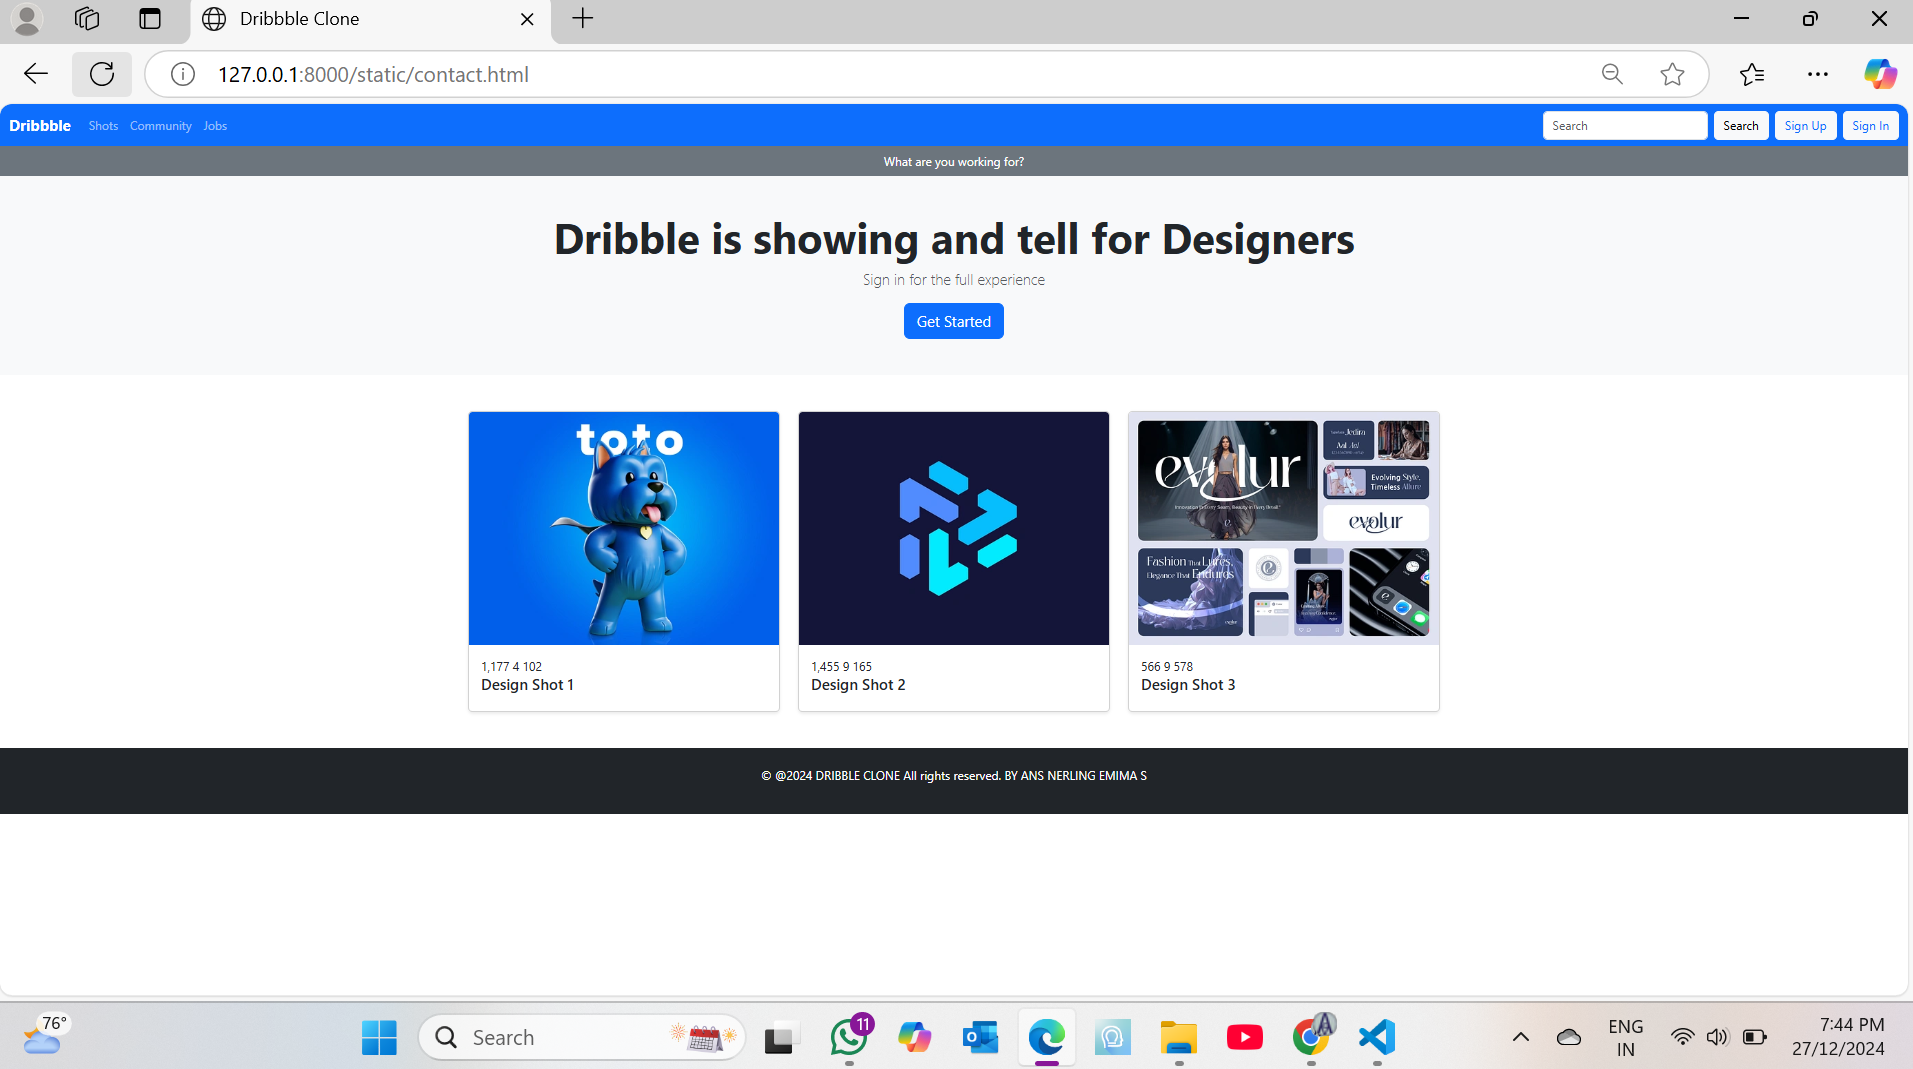 Dribbble Clone
127.0.0.1:8000/static/contact.html
Dribbble Shots Community Jobs Search Search Sign Up Sign In
What are you working for?
Dribble is showing and tell for Designers
Sign in for the full experience
Get Started
toto
evolur
Evolving Style,
Timeless Allure
evolur
Fashion That Lures,
Elegance That Endures
1,177 4 102
Design Shot 1
1,455 9 165
Design Shot 2
566 9 578
Design Shot 3
© @2024 DRIBBLE CLONE All rights reserved. BY ANS NERLING EMIMA S
76°
Search
11
ENG
IN
7:44 PM
27/12/2024